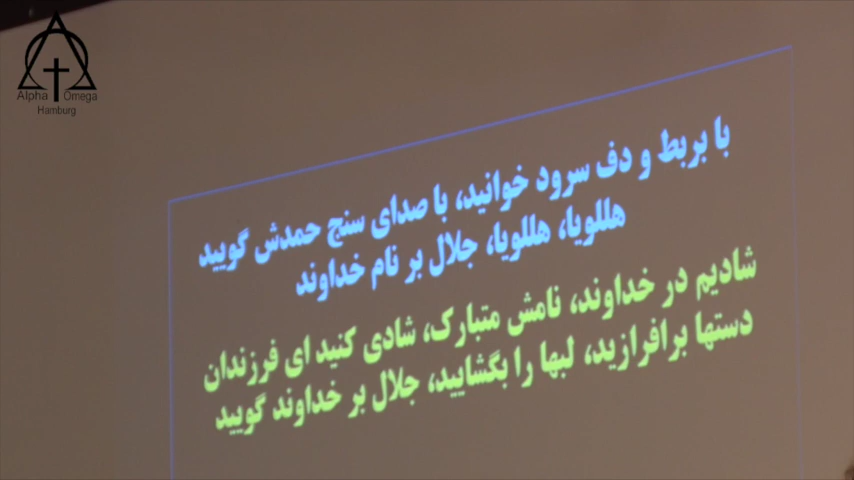 Alpha Omega
Hamburg
با بربط و دف سرود خوانید، با صدای سنج حمدش گویید
هللویا، هللویا، جلال بر نام خداوند
شادیم در خداوند، نامش متبارک، شادی کنید ای فرزندان
دستها برافرازید، لبها را بگشایید، جلال بر خداوند گویید